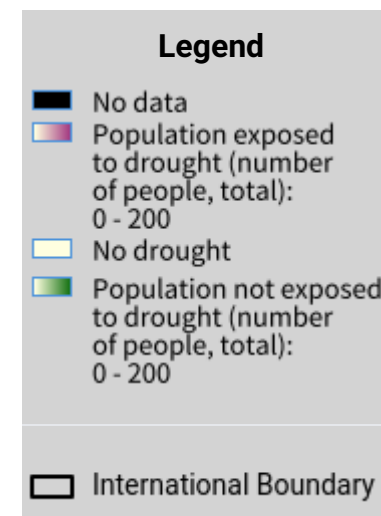 Legend
No data
Population exposed
to drought (number
of people, total):
0 - 200
No drought
Population not exposed
to drought (number
of people, total):
0 - 200
International Boundary